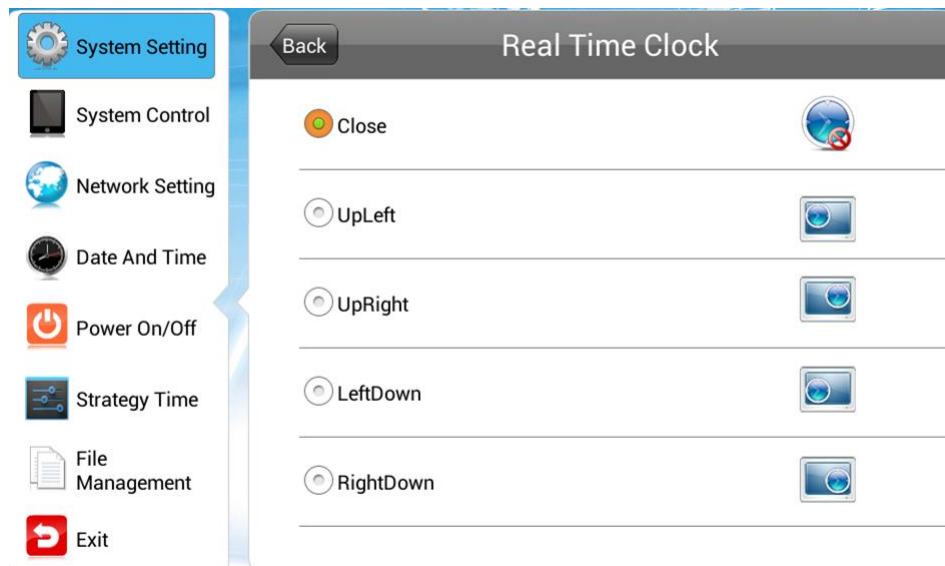 System Setting
System Control
Network Setting
Date And Time
Power On/Off
Strategy Time
File
Management
Exit
Back
Real Time Clock
Close
UpLeft
UpRight
LeftDown
RightDown